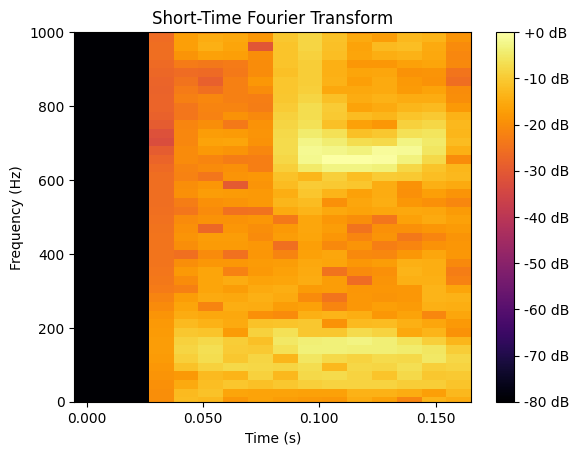 Short-Time Fourier Transform
1000
800
600
400
200
0
Frequency (Hz)
0.000
0.050
0.100
0.150
Time (s)
+0 dB
-10 dB
-20 dB
-30 dB
-40 dB
-50 dB
-60 dB
-70 dB
-80 dB